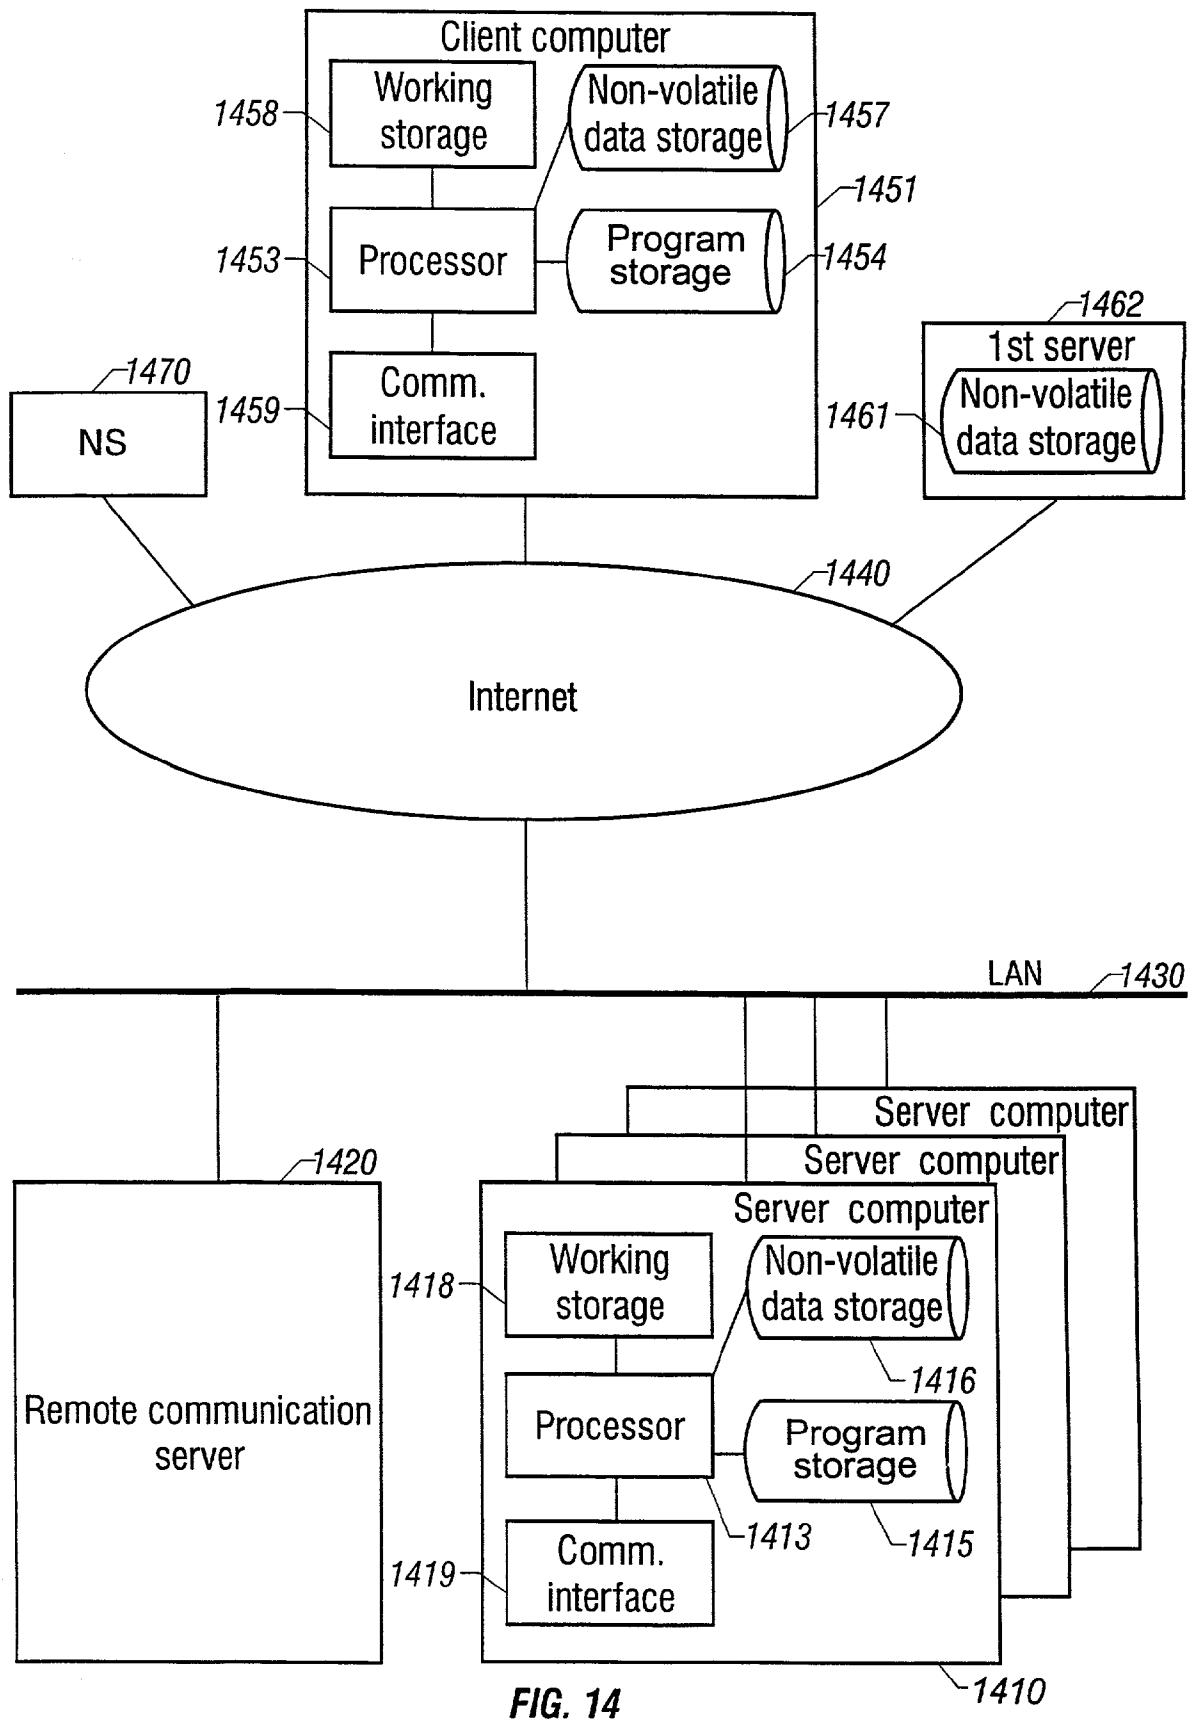 Client computer
Working
storage
1458
Non-volatile
data storage
1457
1451
Processor
1453
Program
storage
1454
Comm.
interface
1459
1462
1st server
Non-volatile
data storage
1461
1470
NS
1440
Internet
LAN
1430
Server computer
Server computer
1420
Remote communication
server
Server computer
Working
storage
1418
Non-volatile
data storage
1416
Processor
1413
Program
storage
1415
Comm.
interface
1419
1410
FIG. 14